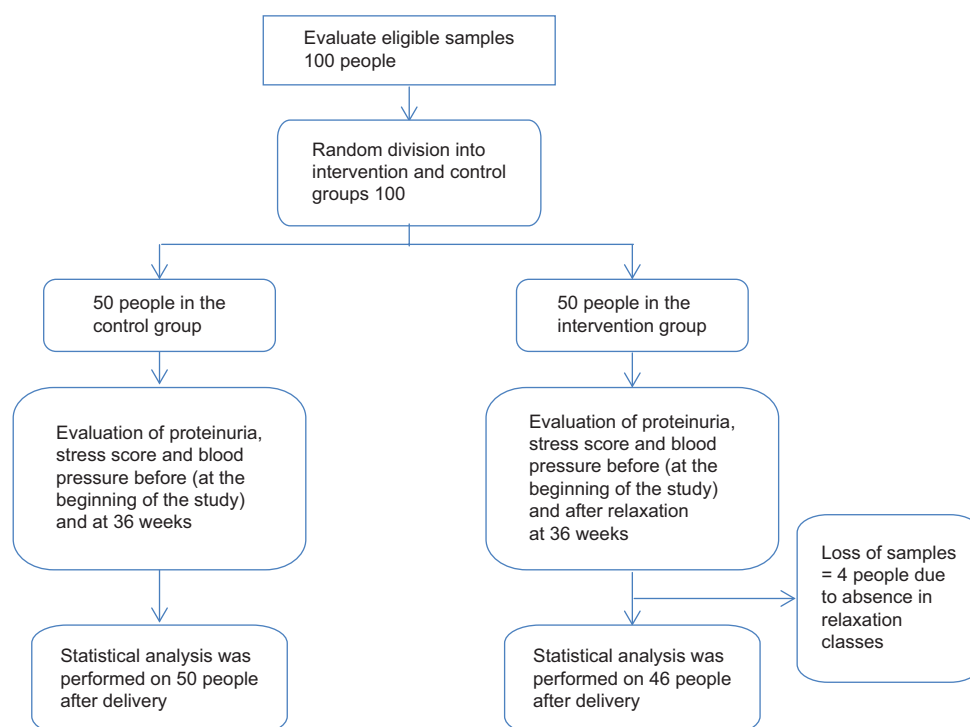 Evaluate eligible samples
100 people
Random division into
intervention and control
groups 100
50 people in the
control group
50 people in the
intervention group
Evaluation of proteinuria,
stress score and blood
pressure before (at the
beginning of the study)
and at 36 weeks
Evaluation of proteinuria,
stress score and blood
pressure before (at the
beginning of the study)
and after relaxation
at 36 weeks
Loss of samples
= 4 people due
to absence in
relaxation
classes
Statistical analysis was
performed on 50 people
after delivery
Statistical analysis was
performed on 46 people
after delivery